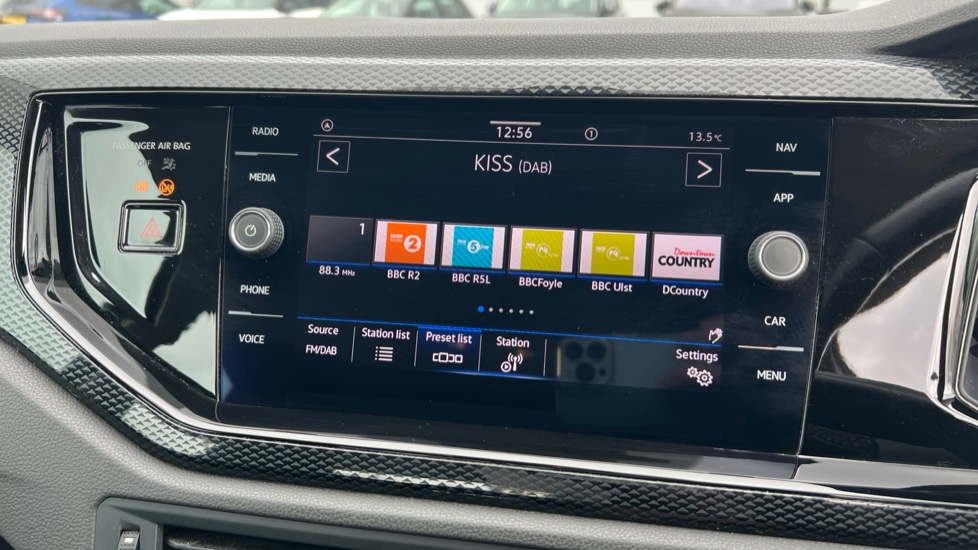 PASSENGER AIR BAG
OFF
RADIO
MEDIA
PHONE
VOICE
12:56
1
13.5°C
KISS (DAB)
1
2
5
88.3 MHz
BBC R2
BBC R5L
BBCFoyle
BBC Ulst
Downtown
COUNTRY
DCountry
Source
FM/DAB
Station list
Preset list
Station
Settings
NAV
APP
CAR
MENU